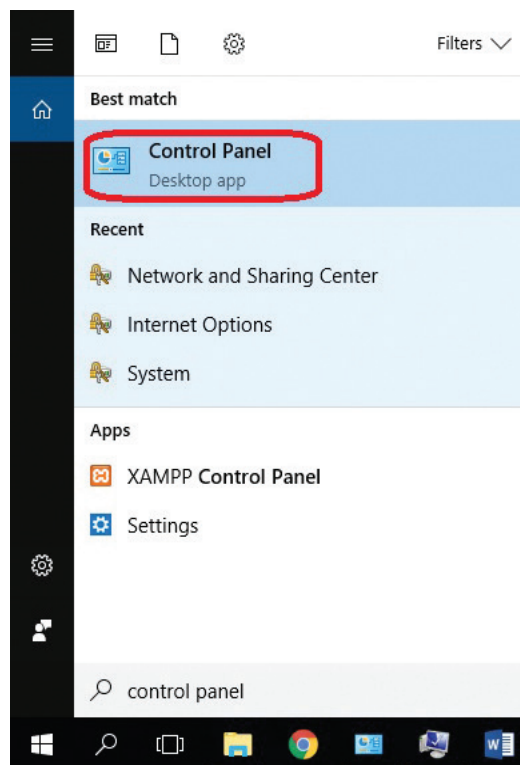 Filters
Best match
Control Panel
Desktop app
Recent
Network and Sharing Center
Internet Options
System
Apps
XAMPP Control Panel
Settings
control panel
W